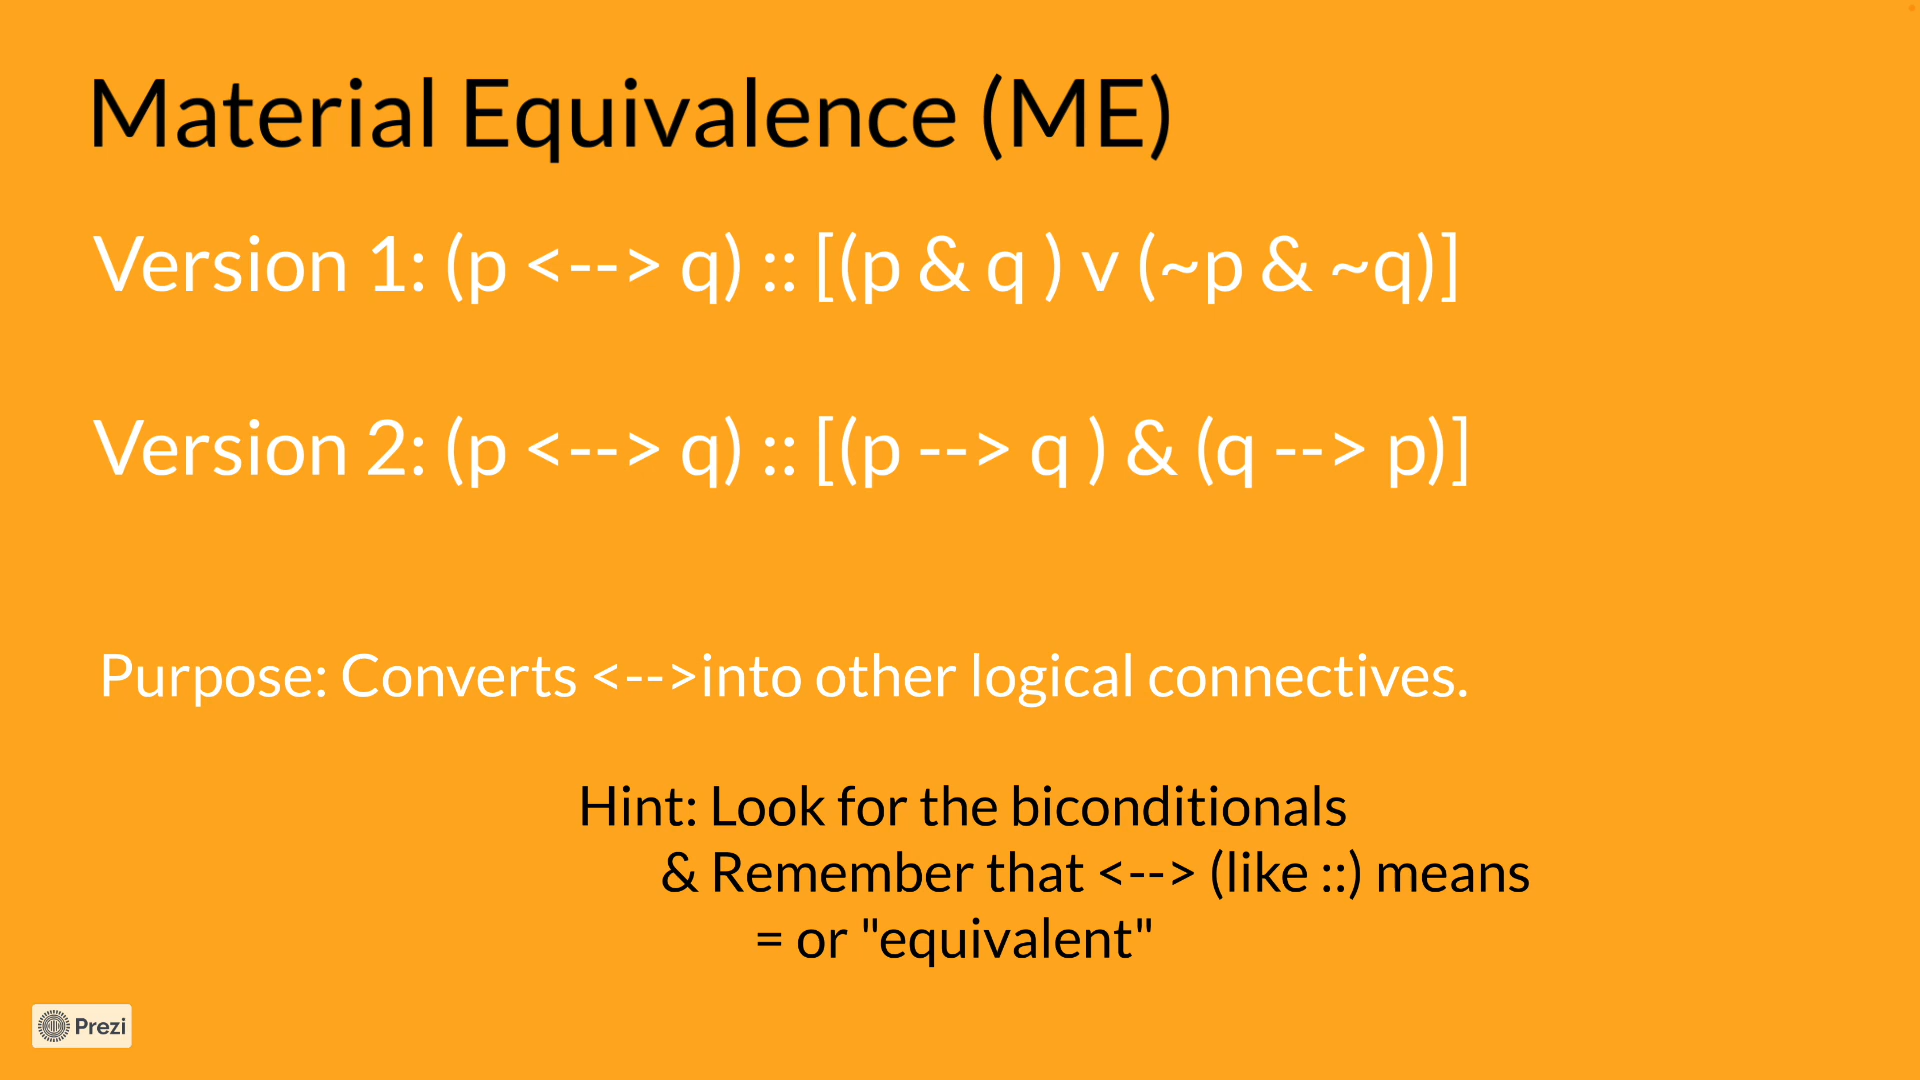 Material Equivalence (ME)
Version 1: (p <--> q) :: [(p & q ) v (~p & ~q)]
Version 2: (p <--> q) :: [(p --> q ) & (q --> p)]
Purpose: Converts <-->into other logical connectives.
Hint: Look for the biconditionals
& Remember that <--> (like ::) means
= or "equivalent"
Prezi